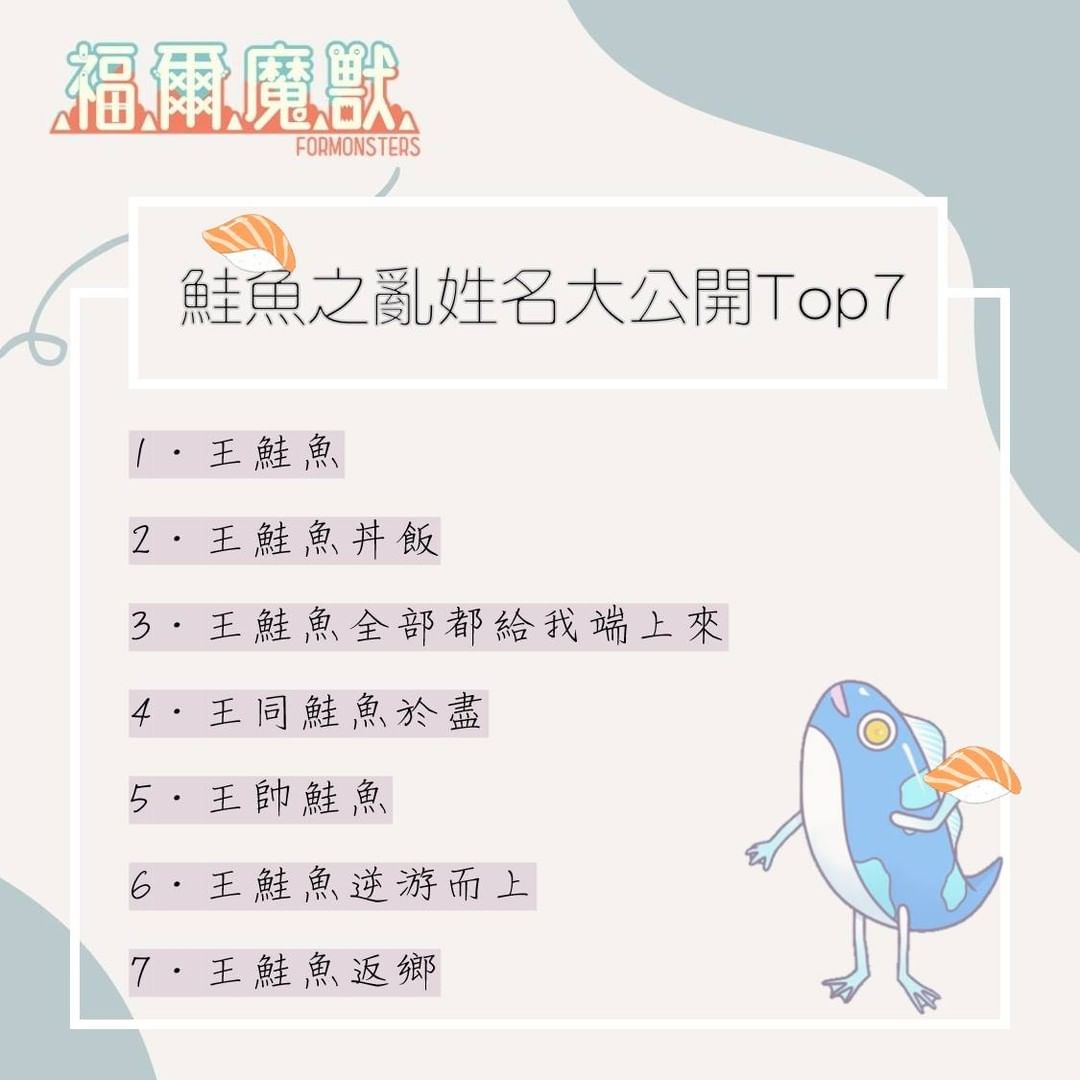 福爾魔獸
FORMONSTERS
鮭魚之亂姓名大公開Top7
1·王鮭魚
2·王鮭魚丼飯
3·王鮭魚全部都給我端上來
4·王同鮭魚於盡
5·王帥鮭魚
6·王鮭魚逆游而上
7·王鮭魚返鄉